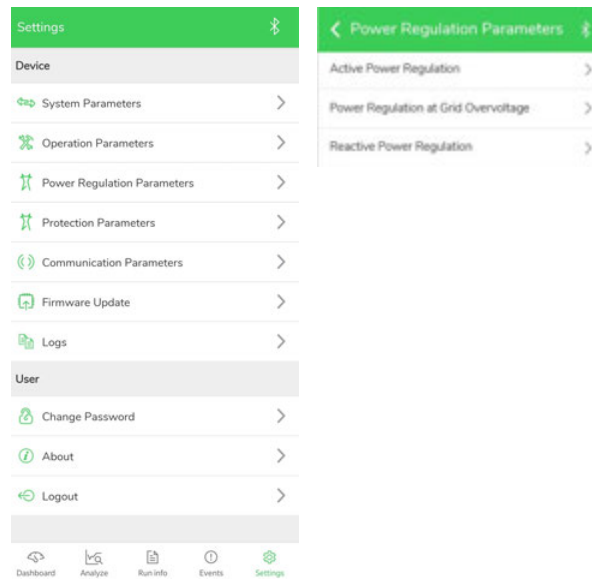 Settings
Device
System Parameters
Operation Parameters
Power Regulation Parameters
Protection Parameters
Communication Parameters
Firmware Update
Logs
User
Change Password
About
Logout
Dashboard Analyze Run info Events Settings
Power Regulation Parameters
Active Power Regulation
Power Regulation at Grid Overvoltage
Reactive Power Regulation